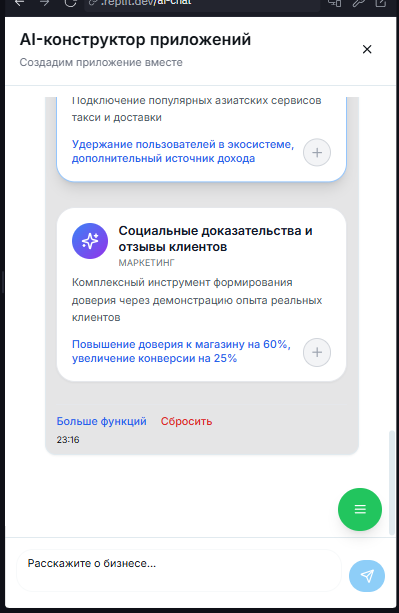 .replit.dev/ai-chat
AI-конструктор приложений
Создадим приложение вместе
Подключение популярных азиатских сервисов
такси и доставки
Удержание пользователей в экосистеме,
дополнительный источник дохода
Социальные доказательства и
отзывы клиентов
МАРКЕТИНГ
Комплексный инструмент формирования
доверия через демонстрацию опыта реальных
клиентов
Повышение доверия к магазину на 60%,
увеличение конверсии на 25%
Больше функций Сбросить
23:16
Расскажите о бизнесе...